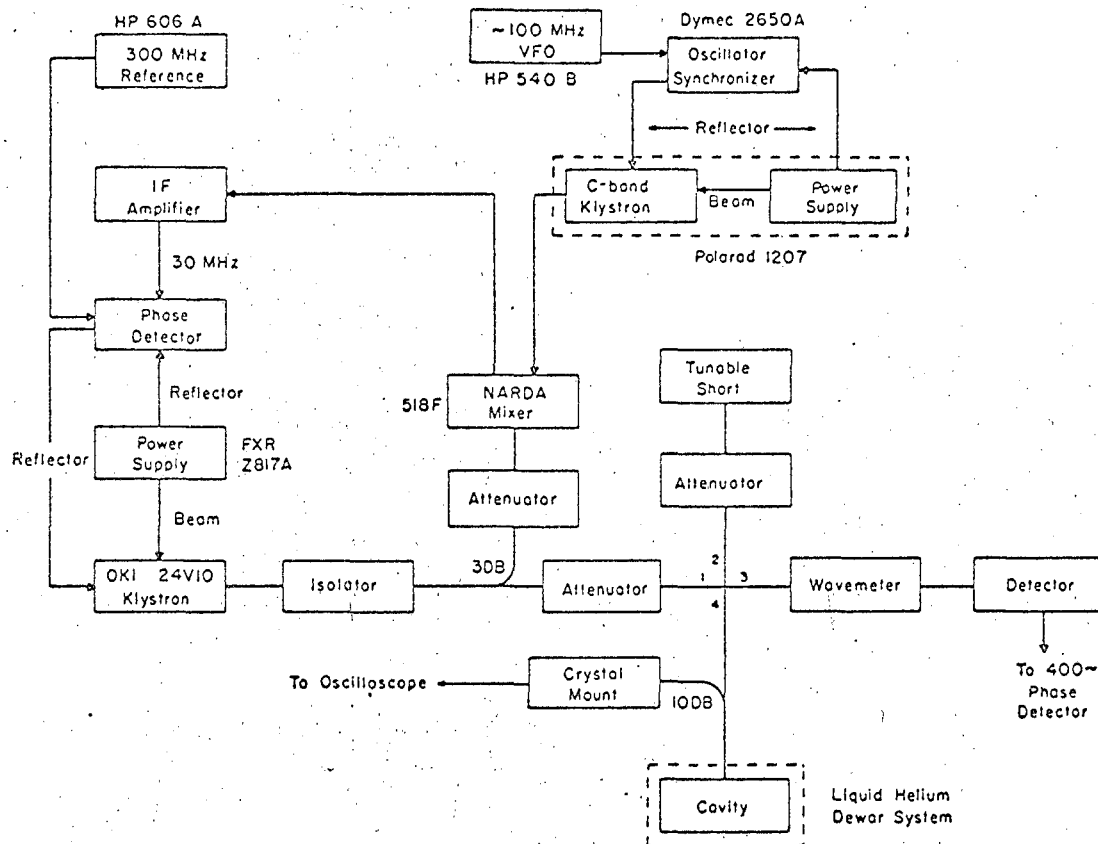 HP 606 A
300 MHz
Reference
~100 MHz
VFO
HP 540 B
Dymec 2650A
Oscillator
Synchronizer
Reflector
IF
Amplifier
C-band
Klystron
Beam
Power
Supply
Polarad 1207
30 MHz
Phase
Detector
Reflector
Reflector
Power
Supply
FXR
Z817A
Beam
518F
NARDA
Mixer
Tunable
Short
Attenuator
Attenuator
OKI 24V10
Klystron
Isolator
3DB
Attenuator
1
2
3
4
Wavemeter
Detector
To Oscilloscope
Crystal
Mount
10DB
To 400~
Phase
Detector
Cavity
Liquid Helium
Dewar System